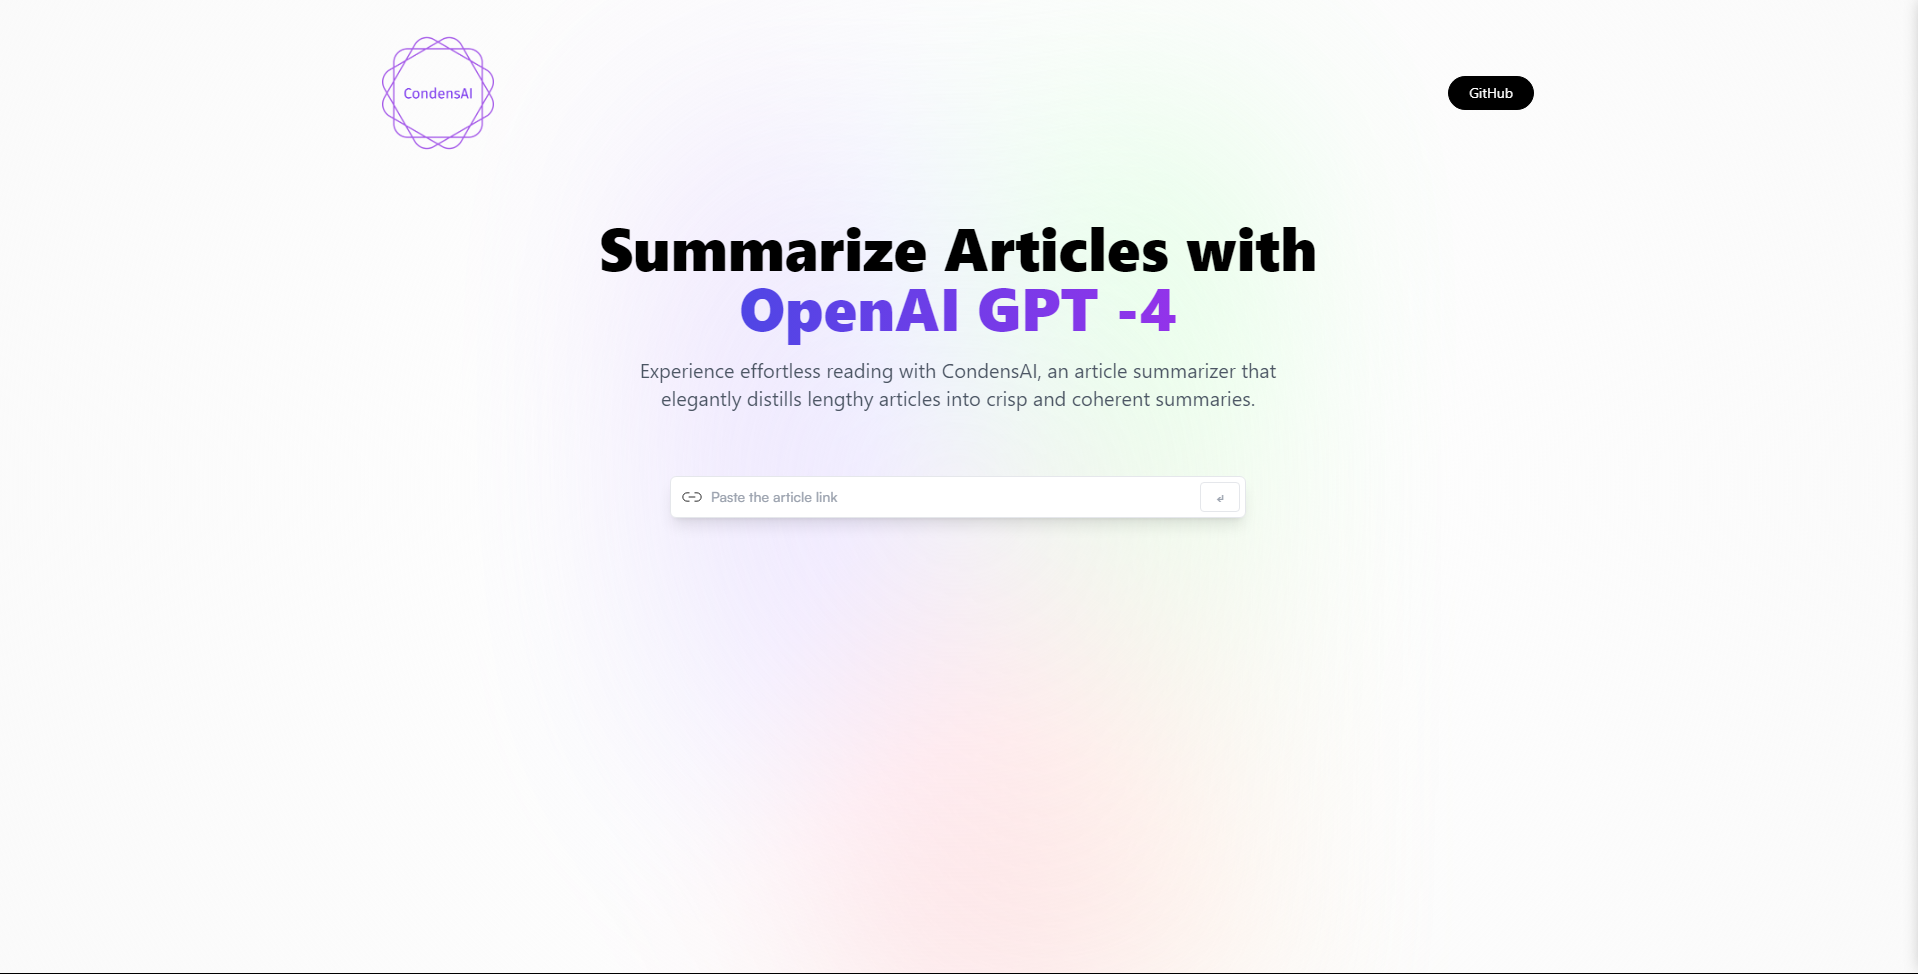 CondensAI
GitHub
Summarize Articles with
OpenAI GPT -4
Experience effortless reading with CondensAI, an article summarizer that
elegantly distills lengthy articles into crisp and coherent summaries.
Paste the article link
↵